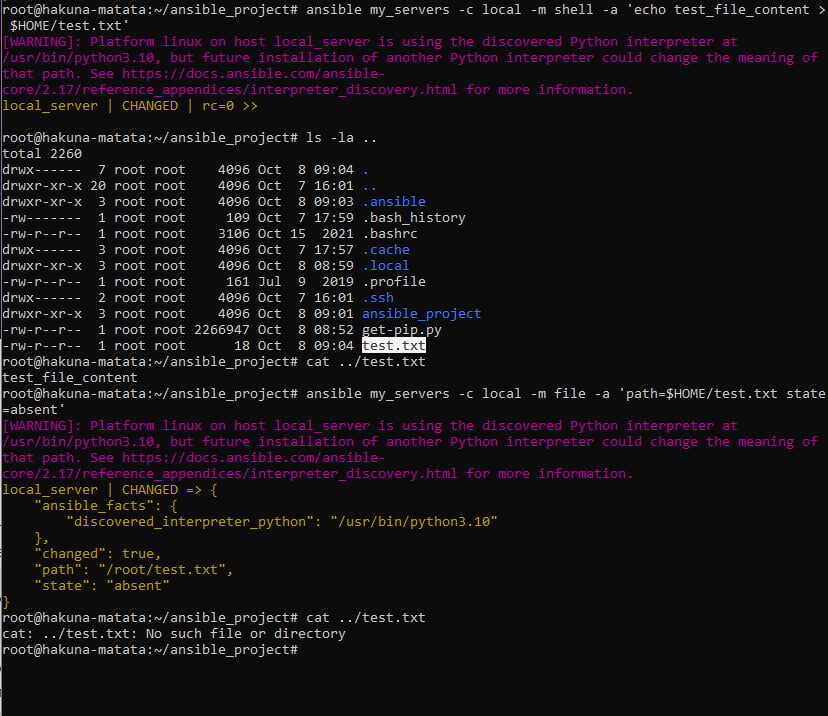 root@hakuna-matata:~/ansible_project# ansible my_servers -c local -m shell -a 'echo test_file_content >
 $HOME/test.txt'
[WARNING]: Platform linux on host local_server is using the discovered Python interpreter at
/usr/bin/python3.10, but future installation of another Python interpreter could change the meaning of
that path. See https://docs.ansible.com/ansible-
core/2.17/reference_appendices/interpreter_discovery.html for more information.
local_server | CHANGED | rc=0 >>

root@hakuna-matata:~/ansible_project# ls -la ..
total 2260
drwx------  7 root root    4096 Oct  8 09:04 .
drwxr-xr-x 20 root root    4096 Oct  7 16:01 ..
drwxr-xr-x  3 root root    4096 Oct  8 09:03 .ansible
-rw-------  1 root root     109 Oct  7 17:59 .bash_history
-rw-r--r--  1 root root    3106 Oct 15  2021 .bashrc
drwx------  3 root root    4096 Oct  7 17:57 .cache
drwxr-xr-x  3 root root    4096 Oct  8 08:59 .local
-rw-r--r--  1 root root     161 Jul  9  2019 .profile
drwx------  2 root root    4096 Oct  7 16:01 .ssh
drwxr-xr-x  3 root root    4096 Oct  8 09:01 ansible_project
-rw-r--r--  1 root root 2266947 Oct  8 08:52 get-pip.py
-rw-r--r--  1 root root      18 Oct  8 09:04 test.txt
root@hakuna-matata:~/ansible_project# cat ../test.txt
test_file_content
root@hakuna-matata:~/ansible_project# ansible my_servers -c local -m file -a 'path=$HOME/test.txt state
=absent'
[WARNING]: Platform linux on host local_server is using the discovered Python interpreter at
/usr/bin/python3.10, but future installation of another Python interpreter could change the meaning of
that path. See https://docs.ansible.com/ansible-
core/2.17/reference_appendices/interpreter_discovery.html for more information.
local_server | CHANGED => {
    "ansible_facts": {
        "discovered_interpreter_python": "/usr/bin/python3.10"
    },
    "changed": true,
    "path": "/root/test.txt",
    "state": "absent"
}
root@hakuna-matata:~/ansible_project# cat ../test.txt
cat: ../test.txt: No such file or directory
root@hakuna-matata:~/ansible_project#